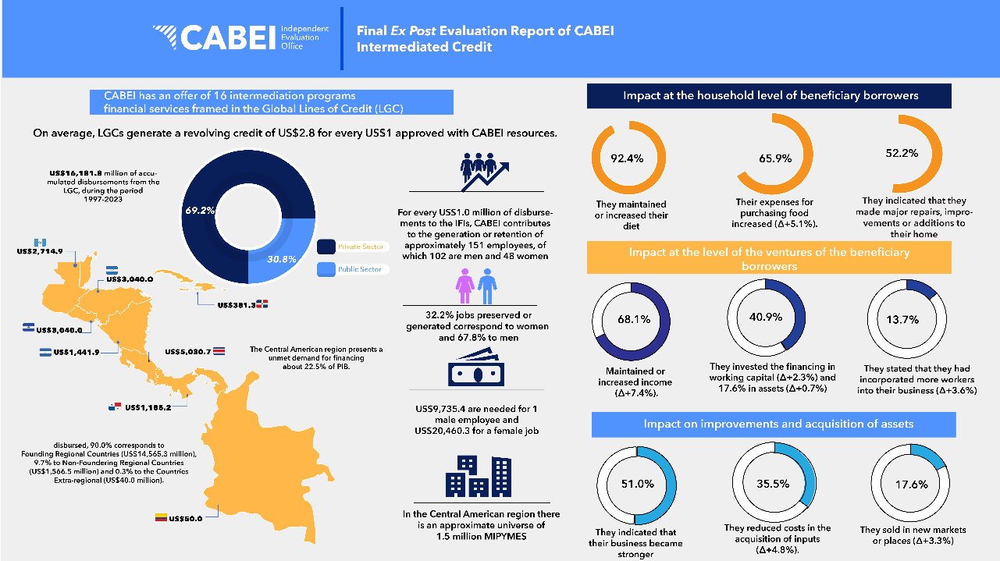 CABEI
Independent
Evaluation
Office
Final Ex Post Evaluation Report of CABEI
Intermediated Credit
CABEI has an offer of 16 intermediation programs
financial services framed in the Global Lines of Credit (LGC)
On average, LGCs generate a revolving credit of US$2.8 for every US$1 approved with CABEI resources.
US$16,181.8 million of accu-
mulated disbursements from the
LGC, during the period
1997-2023
69.2%
30.8%
Private Sector
Public Sector
US$2,714.9
US$3,040.0
US$381.3
US$3,040.0
US$1,441.9
US$5,030.7
US$1,185.2
US$50.0
The Central American region presents a
unmet demand for financing
about 22.5% of PIB.
disbursed, 90.0% corresponds to
Founding Regional Countries (US$14,565.3 million),
9.7% to Non-Foundering Regional Countries
(US$1,566.5 million) and 0.3% to the Countries
Extra-regional (US$40.0 million).
For every US$1.0 million of disburse-
ments to the IFIs, CABEI contributes
to the generation or retention of
approximately 151 employees, of
which 102 are men and 48 women
32.2% jobs preserved or
generated correspond to women
and 67.8% to men
US$9,735.4 are needed for 1
male employee and
US$20,460.3 for a female job
In the Central American region there
is an approximate universe of
1.5 million MIPYMES
Impact at the household level of beneficiary borrowers
92.4%
They maintained
or increased their
diet
65.9%
Their expenses for
purchasing food
increased (Δ+5.1%).
52.2%
They indicated that they
made major repairs, impro-
vements or additions to
their home
Impact at the level of the ventures of the beneficiary
borrowers
68.1%
Maintained or
increased income
(Δ+7.4%).
40.9%
They invested the financing in
working capital (Δ+2.3%) and
17.6% in assets (Δ+0.7%)
13.7%
They stated that they had
incorporated more workers
into their business (Δ+3.6%)
Impact on improvements and acquisition of assets
51.0%
They indicated that
their business became
stronger
35.5%
They reduced costs in the
acquisition of inputs
(Δ+4.8%).
17.6%
They sold in new markets
or places (Δ+3.3%)